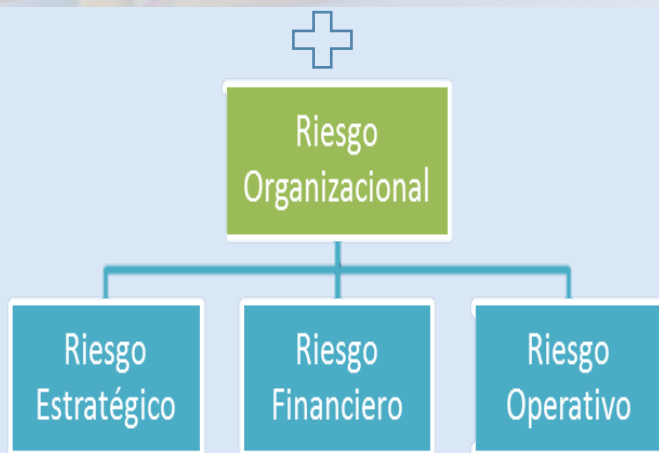 Riesgo
Organizacional
Riesgo
Estratégico
Riesgo
Financiero
Riesgo
Operativo